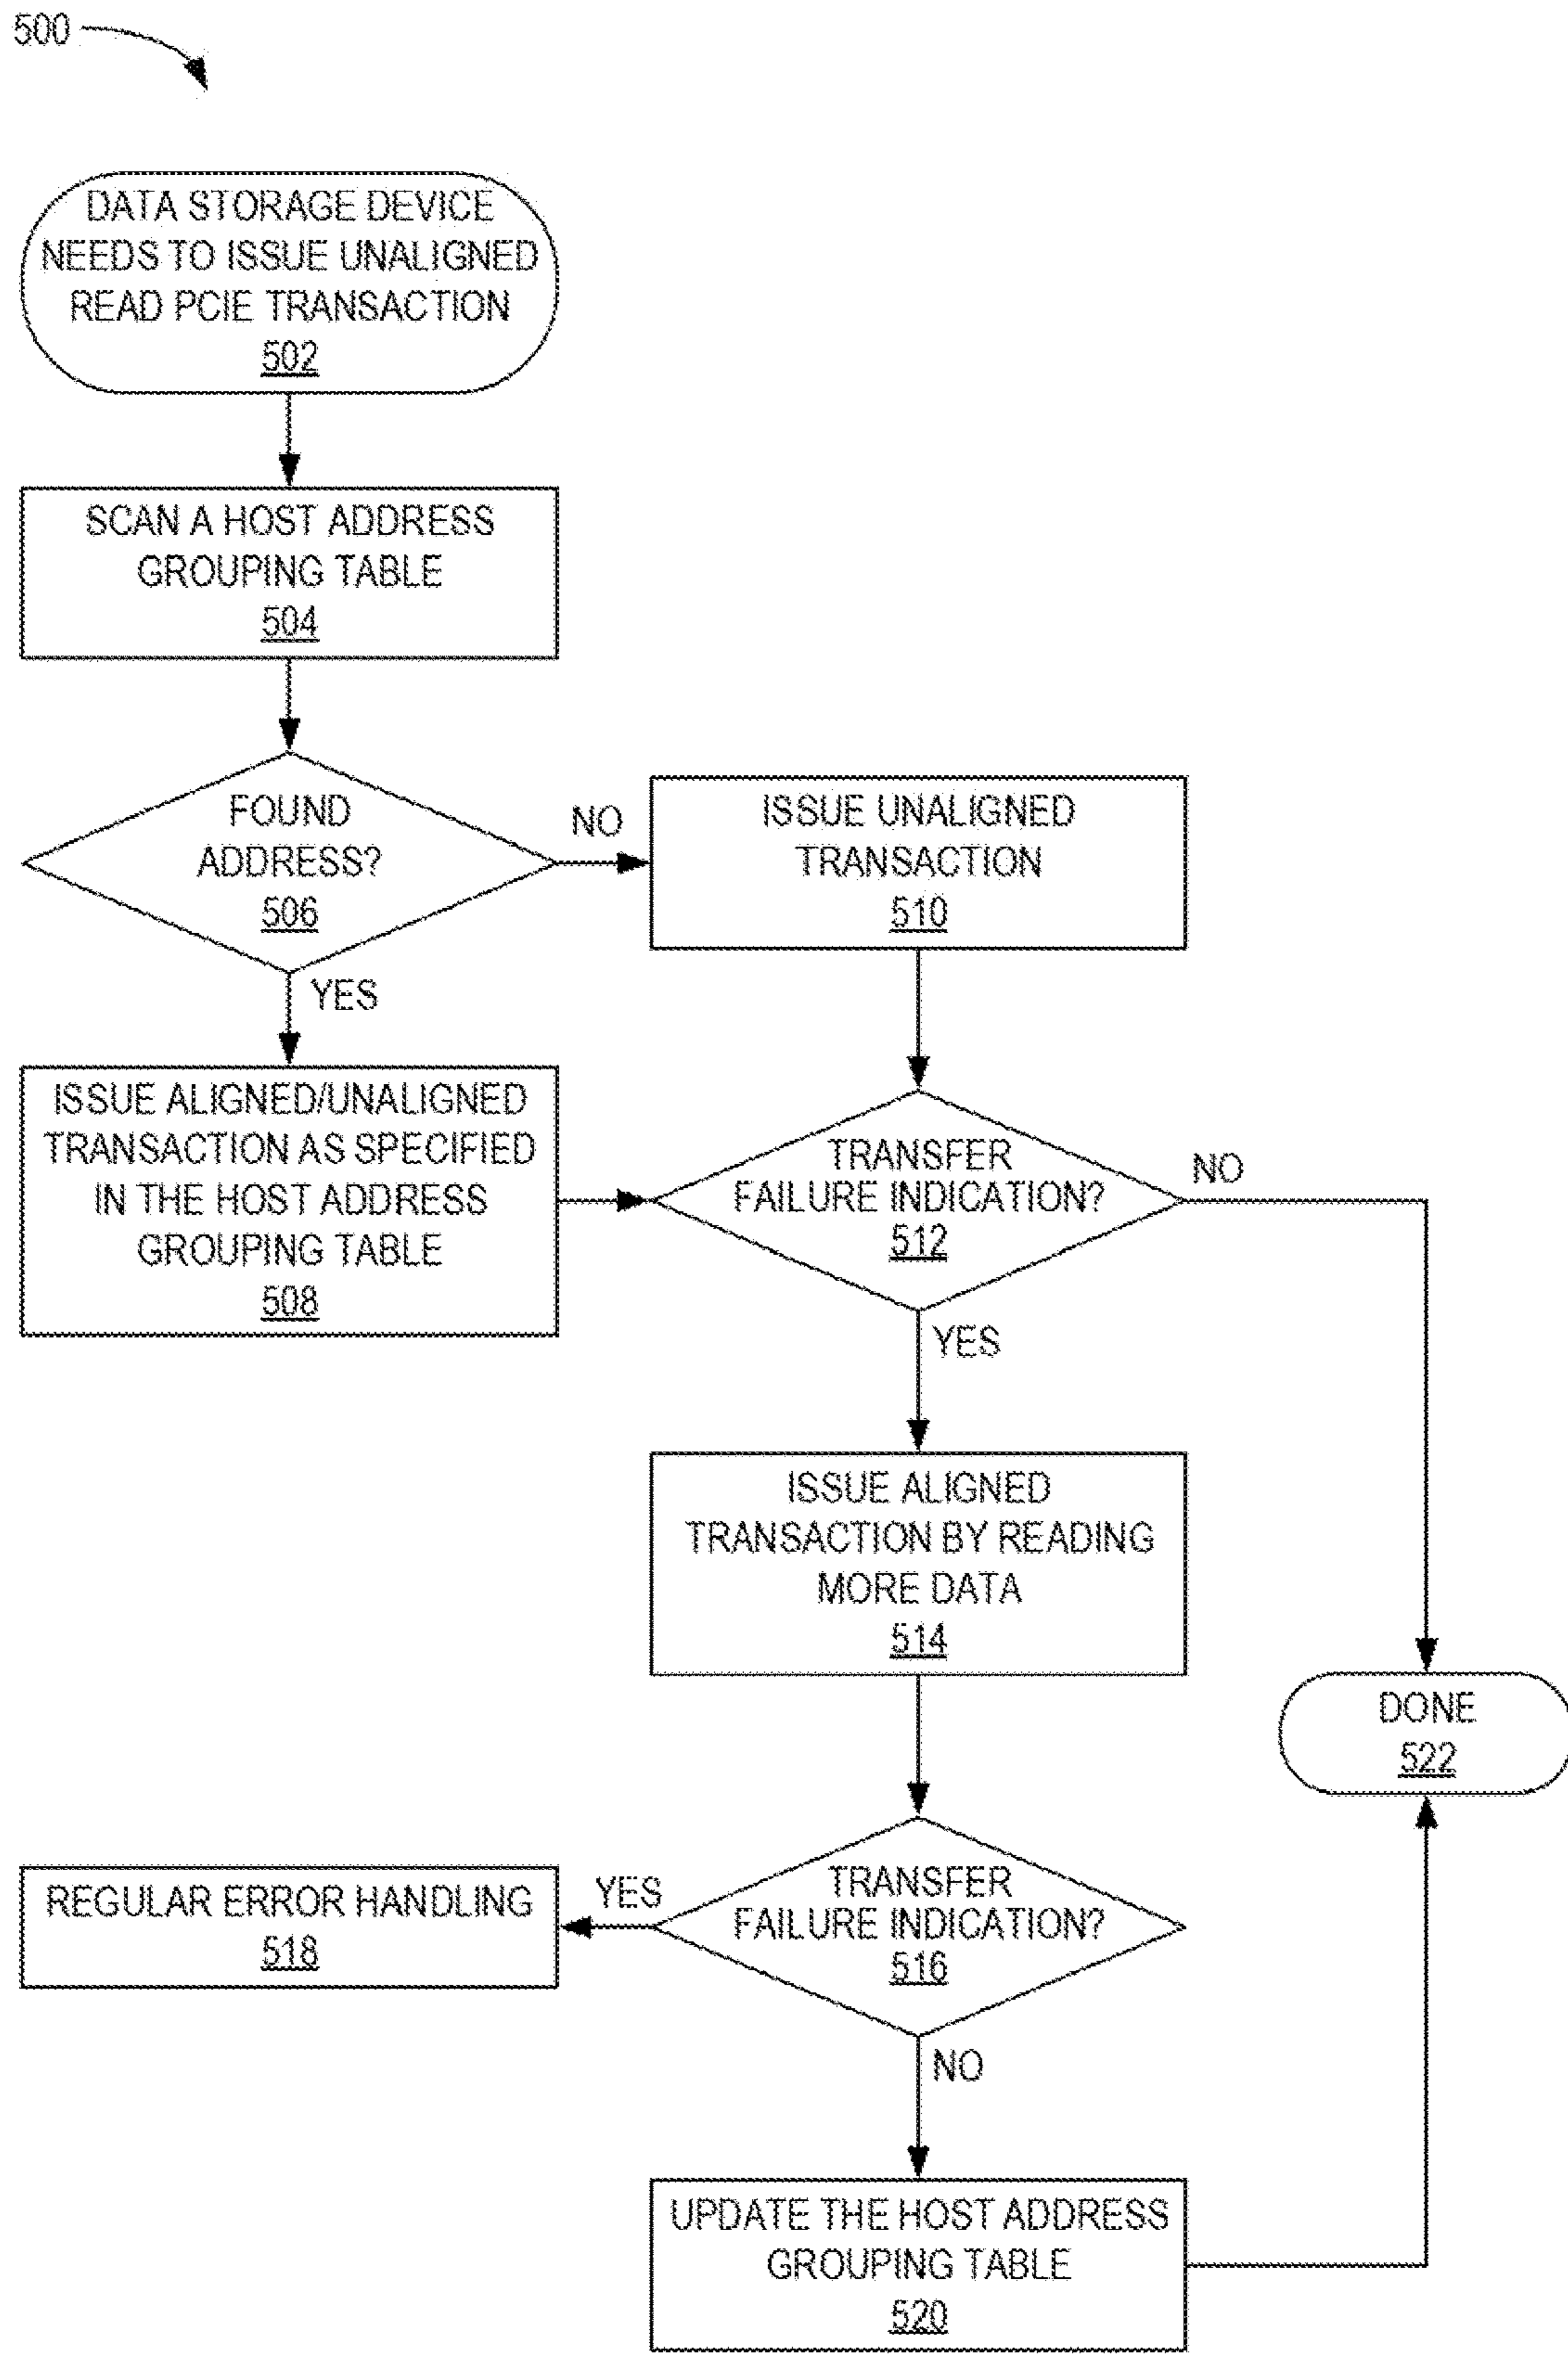 500
DATA STORAGE DEVICE
NEEDS TO ISSUE UNALIGNED
READ PCIE TRANSACTION
502
SCAN A HOST ADDRESS
GROUPING TABLE
504
FOUND
ADDRESS?
506
NO
YES
ISSUE UNALIGNED
TRANSACTION
510
ISSUE ALIGNED/UNALIGNED
TRANSACTION AS SPECIFIED
IN THE HOST ADDRESS
GROUPING TABLE
508
TRANSFER
FAILURE INDICATION?
512
NO
YES
ISSUE ALIGNED
TRANSACTION BY READING
MORE DATA
514
DONE
522
TRANSFER
FAILURE INDICATION?
516
YES
NO
REGULAR ERROR HANDLING
518
UPDATE THE HOST ADDRESS
GROUPING TABLE
520